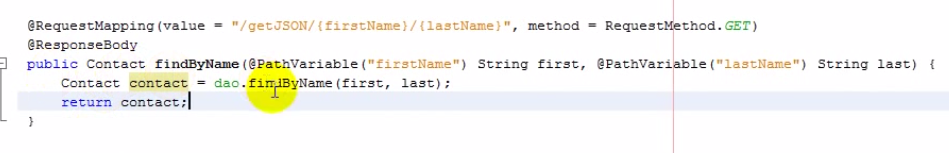 @RequestMapping(value = "/getJSON/{firstName}/{lastName}", method = RequestMethod.GET)
@ResponseBody
public Contact findByName(@PathVariable("firstName") String first, @PathVariable("lastName") String last) {
Contact contact = dao.findByName(first, last);
return contact;
}